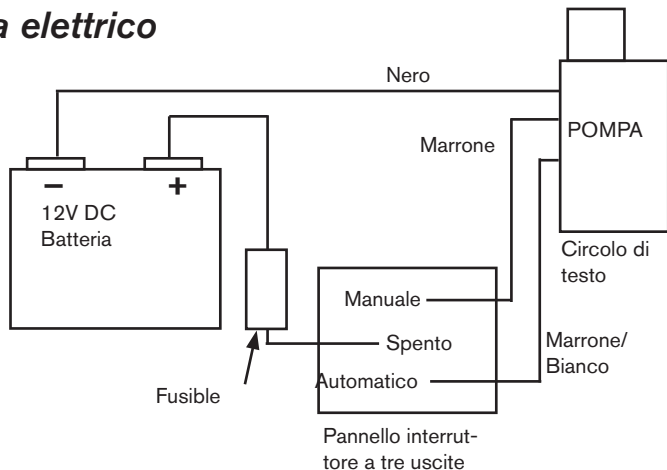 a elettrico
Nero
Marrone
POMPA
–
+
12V DC
Batteria
Circolo di
testo
Manuale
Spento
Automatico
Marrone/
Bianco
Fusible
Pannello interrut-
tore a tre uscite